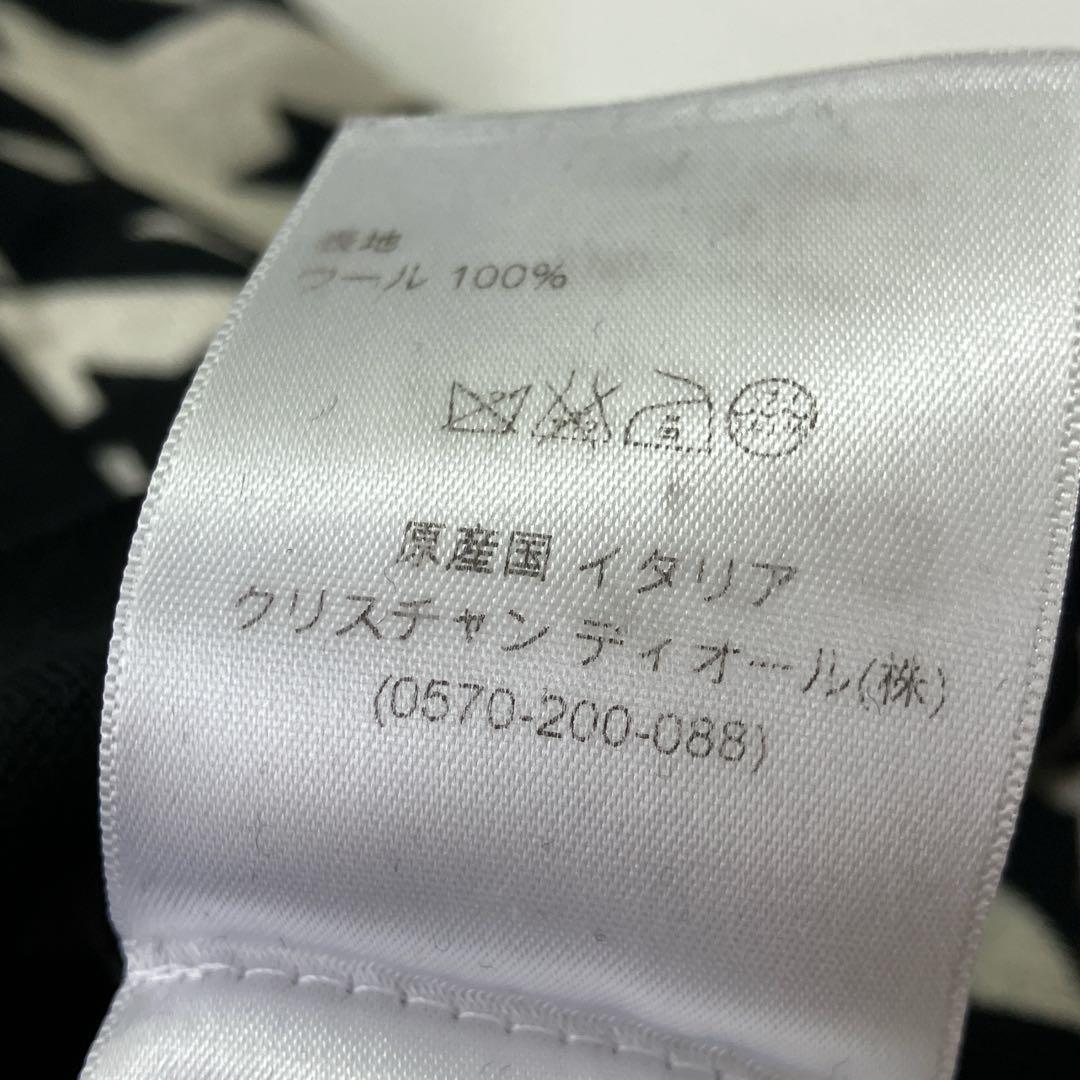 表地
ウール 100%
原産国 イタリア
クリスチャン ディオール(株)
(0570-200-088)